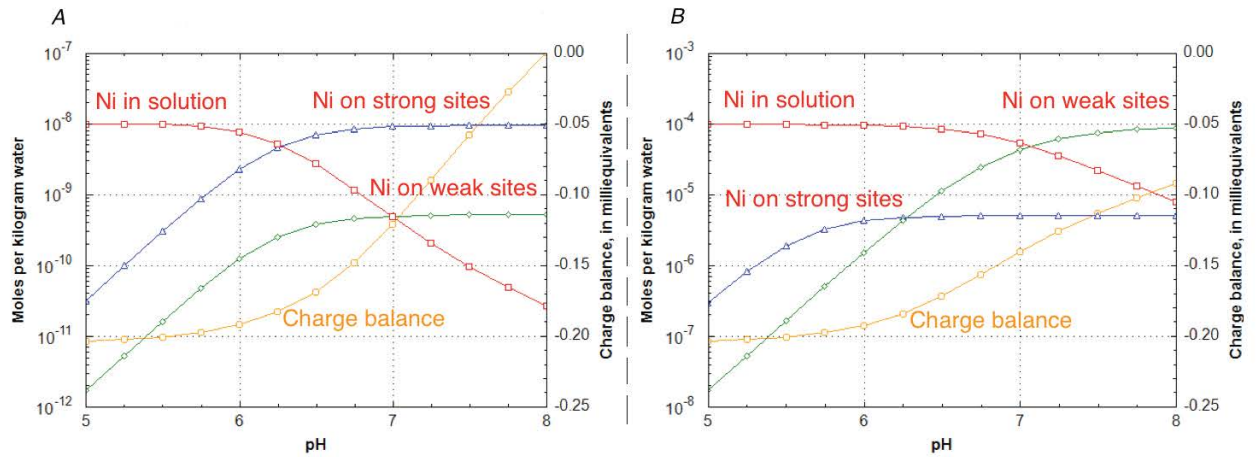 A
10-7
10-8
10-9
10-10
10-11
10-12
Moles per kilogram water
Ni in solution
Ni on strong sites
Ni on weak sites
Charge balance
0.00
-0.05
-0.10
-0.15
-0.20
-0.25
Charge balance, in milliequivalents
5
6
7
8
pH
B
10-3
10-4
10-5
10-6
10-7
10-8
Moles per kilogram water
Ni in solution
Ni on weak sites
Ni on strong sites
Charge balance
0.00
-0.05
-0.10
-0.15
-0.20
-0.25
Charge balance, in milliequivalents
5
6
7
8
pH